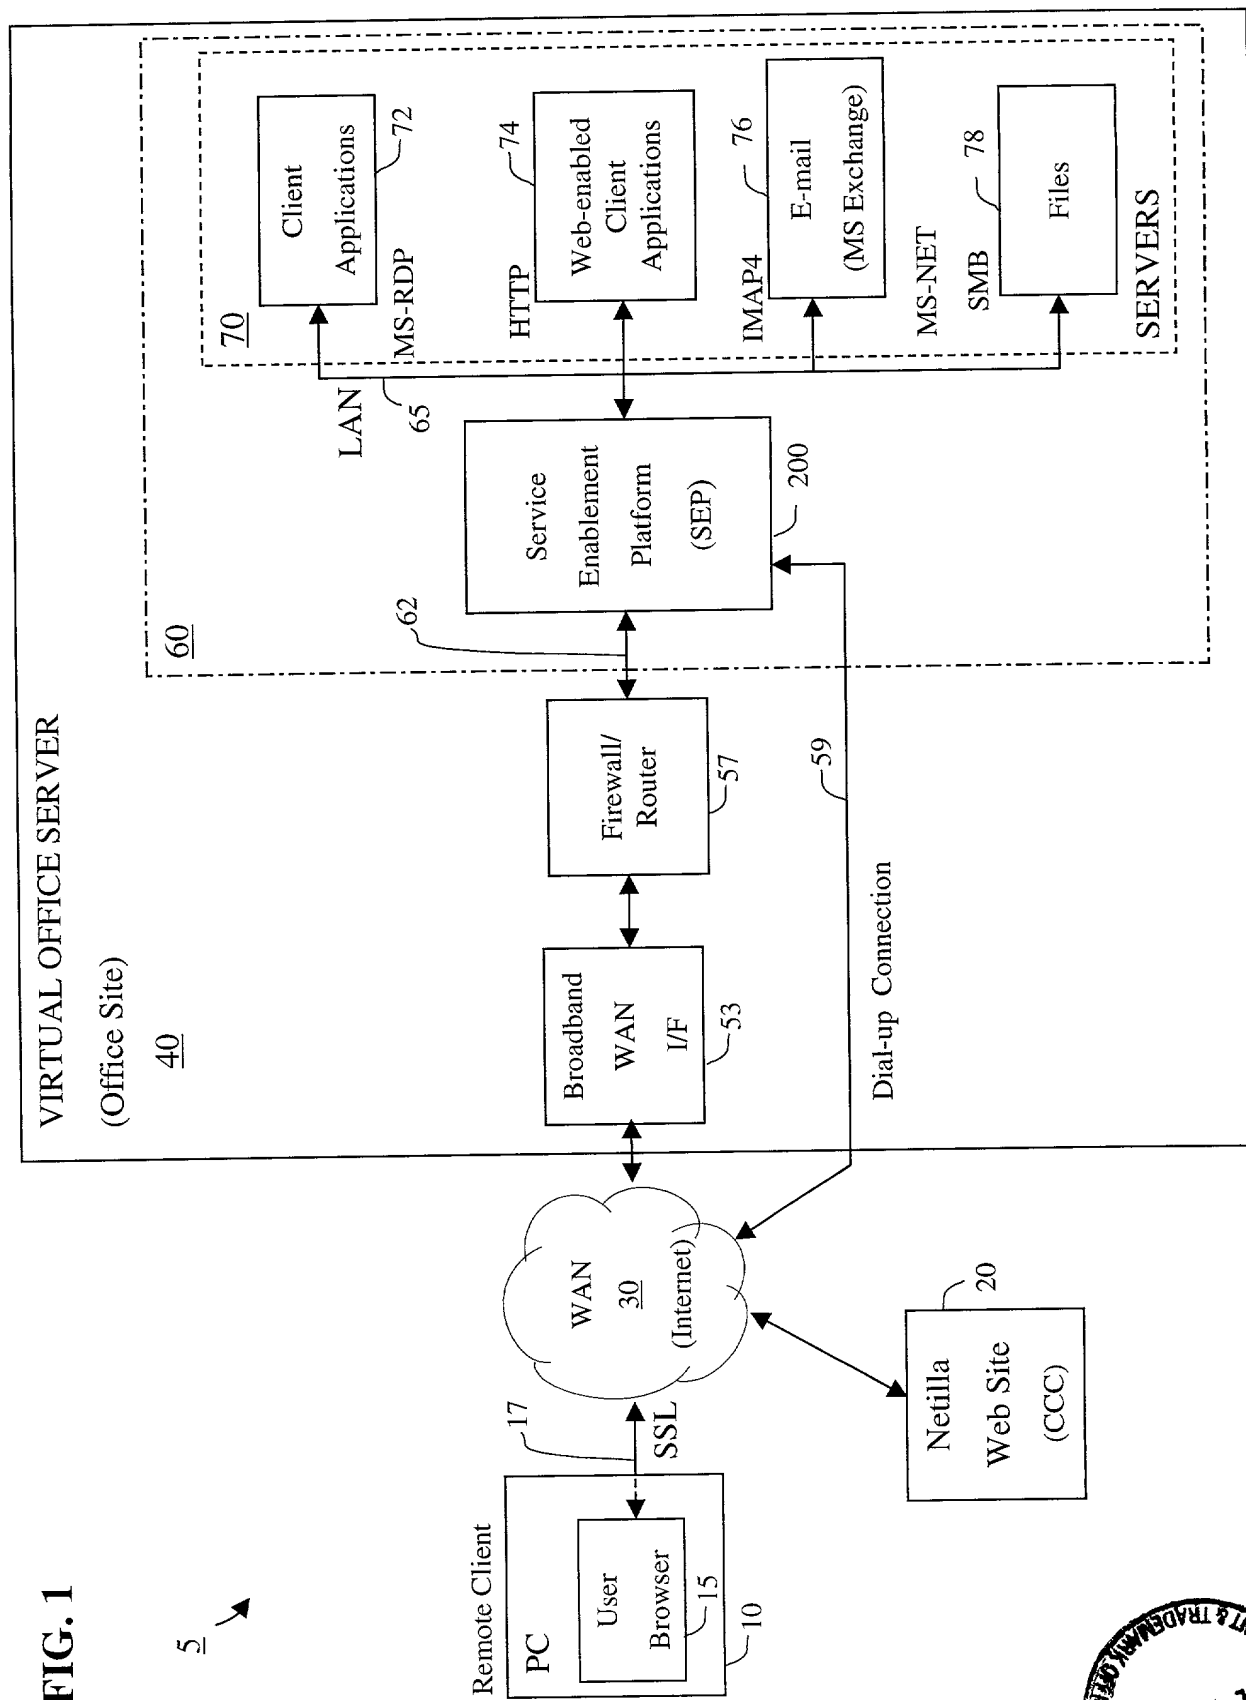 FIG. 1
5
Remote Client
PC
User
Browser
15
10
17
SSL
WAN
30
(Internet)
Netilla
Web Site
(CCC)
20
VIRTUAL OFFICE SERVER
(Office Site)
40
Broadband
WAN
I/F
53
Firewall/
Router
57
Dial-up Connection
59
60
62
Service
Enablement
Platform
(SEP)
200
LAN
65
70
Client
Applications
72
MS-RDP
Web-enabled
Client
Applications
74
HTTP
E-mail
(MS Exchange)
76
IMAP4
Files
78
MS-NET
SMB
SERVERS
& TRADEMARK